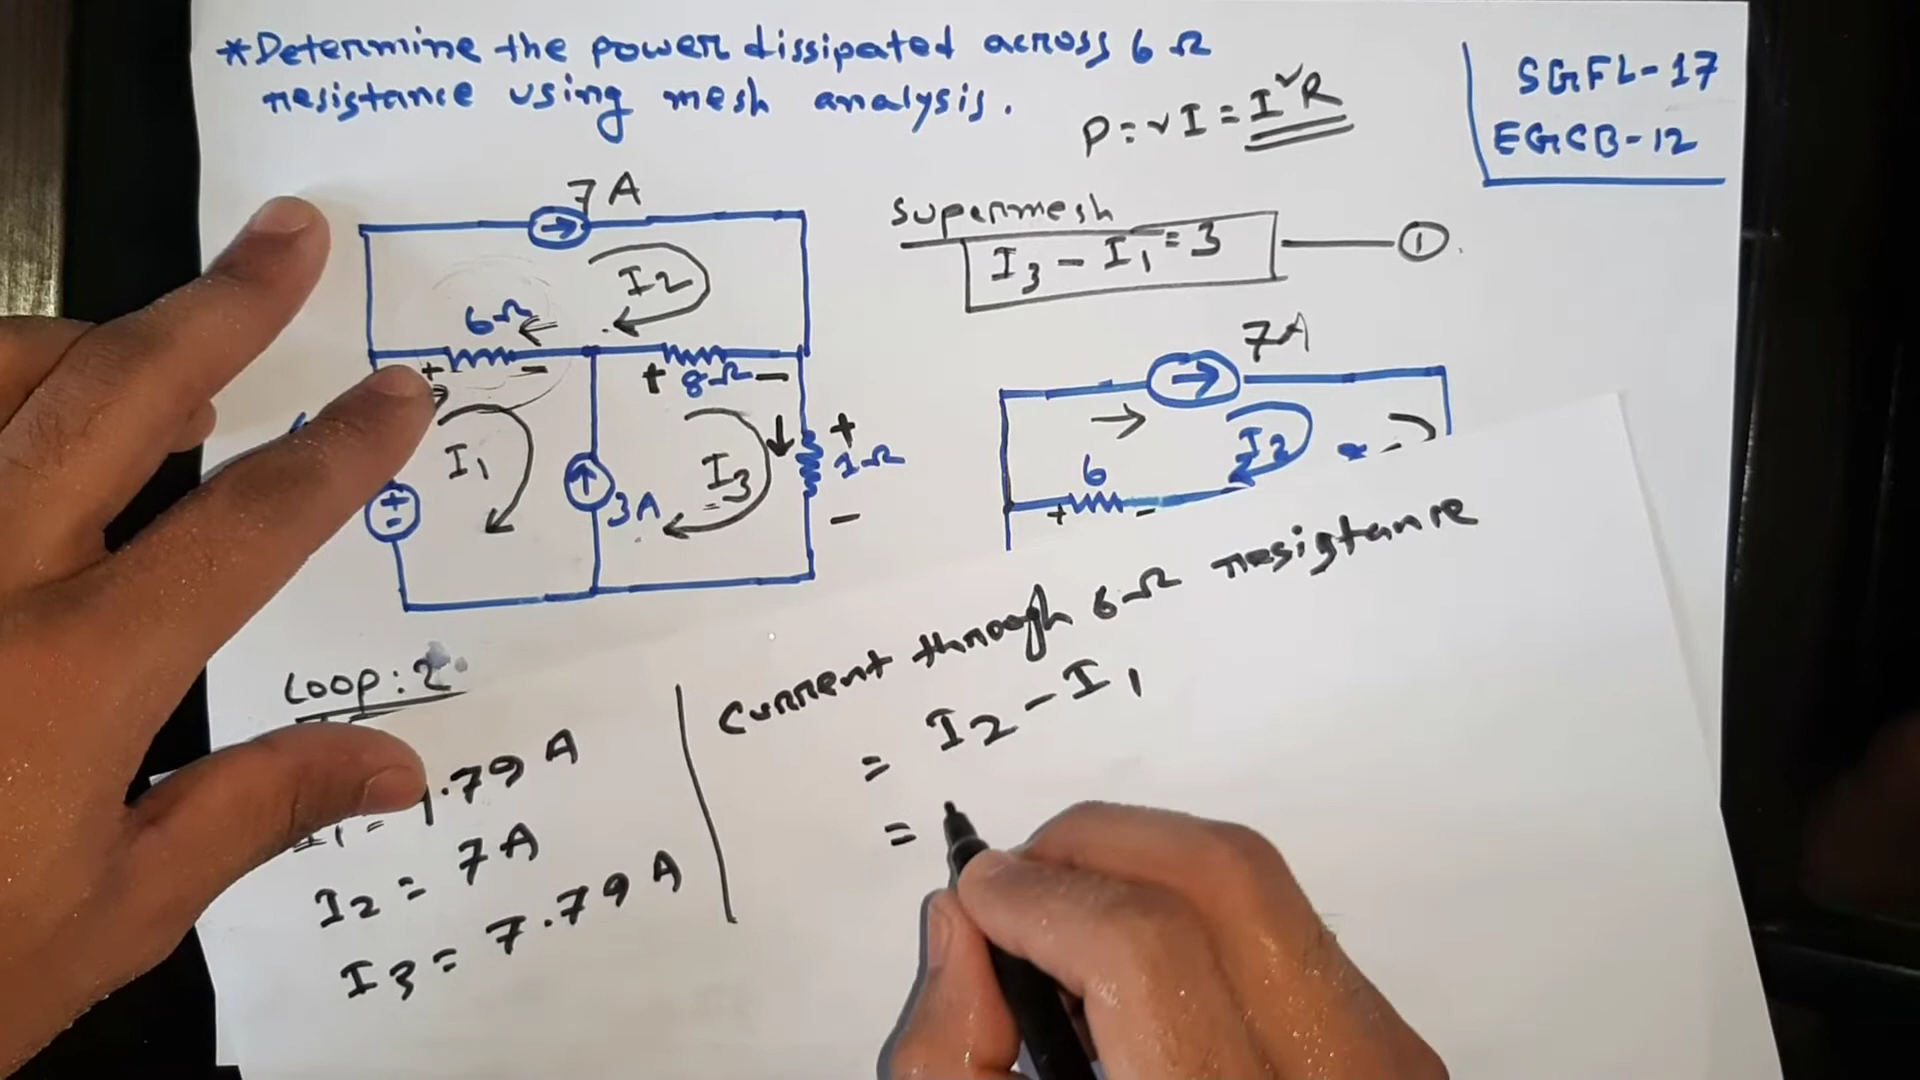 *Determine the power dissipated across 6 Ω
resistance using mesh analysis.
P = vI = I²R
SGFL-17
EGCB-12
7 A
I2
6Ω
+ -
+ 8Ω -
I1
3A
I3
+
1Ω
-
+
-
supermesh
I3 - I1 = 3 ①
7A
I2
6
+ -
Loop: 2
.79 A
I2 = 7A
I3 = 7.79 A
Current through 6Ω resistance
= I2 - I1
=